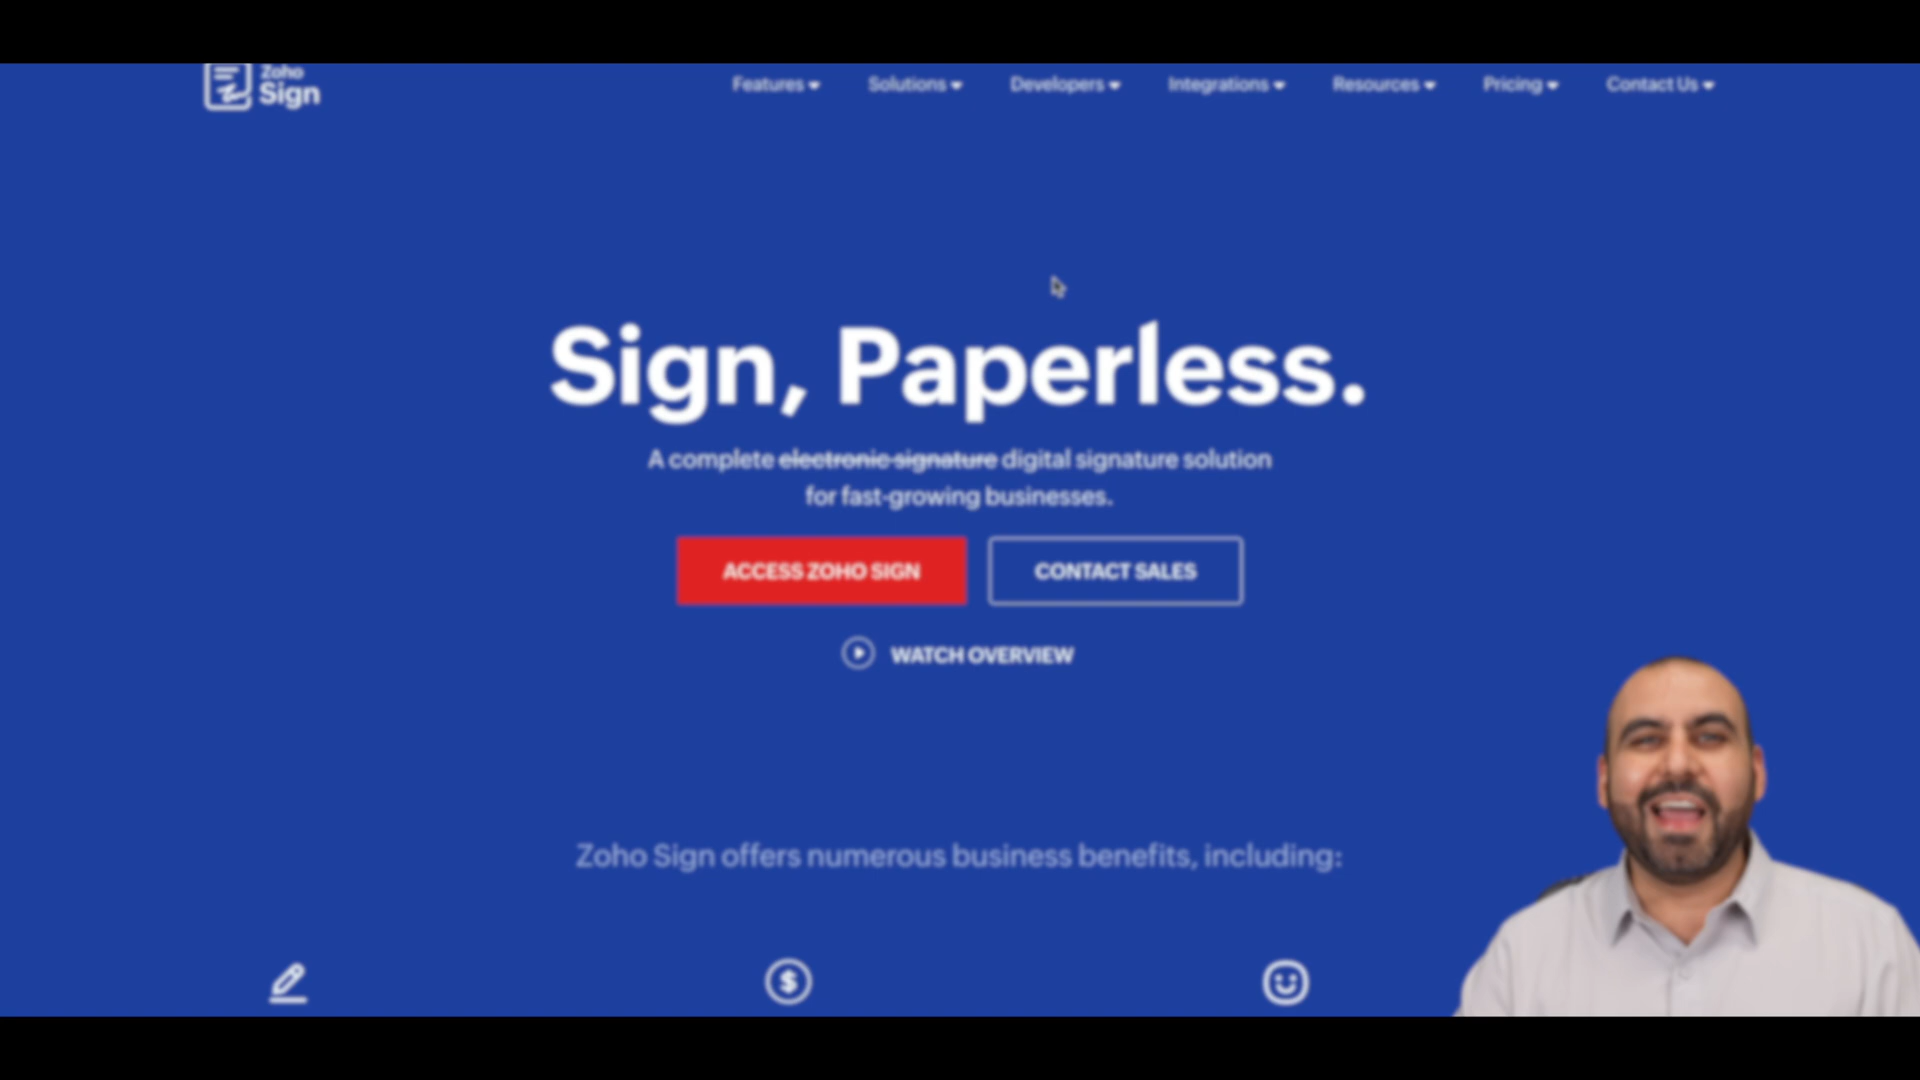 Zoho
Sign
Features
Solutions
Developers
Integrations
Resources
Pricing
Contact Us
Sign, Paperless.
A complete electronic signature digital signature solution
for fast-growing businesses.
ACCESS ZOHO SIGN
CONTACT SALES
WATCH OVERVIEW
Zoho Sign offers numerous business benefits, including:
$